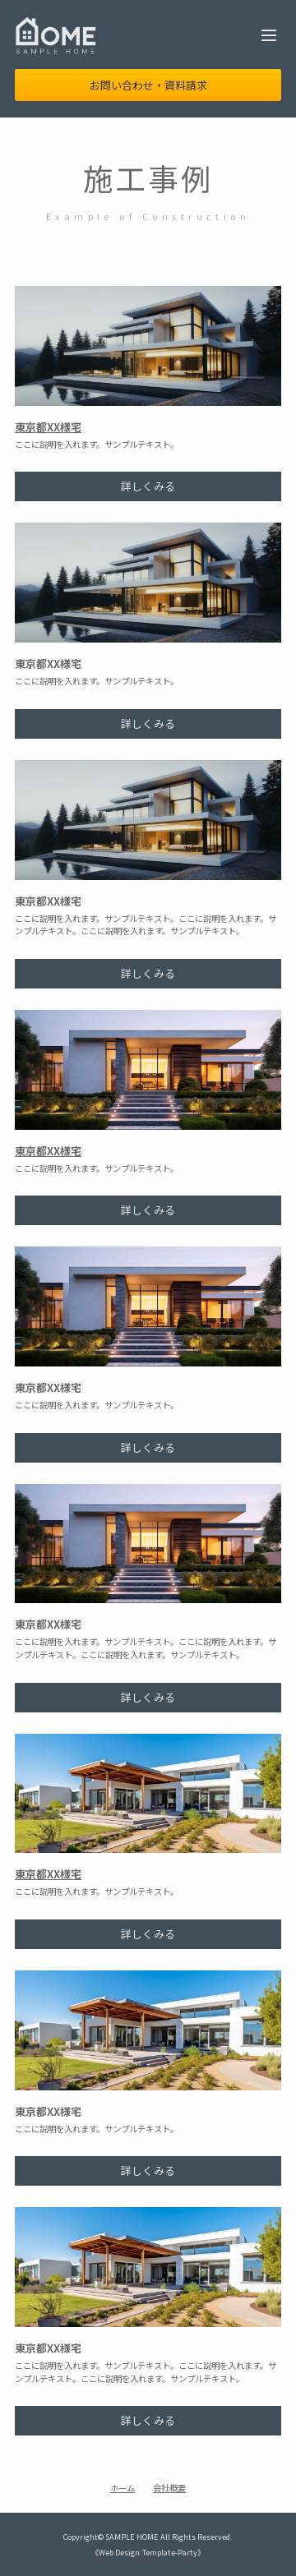 HOME
SAMPLE HOME
お問い合わせ・資料請求
施工事例
Example of Construction
東京都XX様宅
ここに説明を入れます。サンプルテキスト。
詳しくみる
東京都XX様宅
ここに説明を入れます。サンプルテキスト。
詳しくみる
東京都XX様宅
ここに説明を入れます。サンプルテキスト。ここに説明を入れます。サ
ンプルテキスト。ここに説明を入れます。サンプルテキスト。
詳しくみる
東京都XX様宅
ここに説明を入れます。サンプルテキスト。
詳しくみる
東京都XX様宅
ここに説明を入れます。サンプルテキスト。
詳しくみる
東京都XX様宅
ここに説明を入れます。サンプルテキスト。ここに説明を入れます。サ
ンプルテキスト。ここに説明を入れます。サンプルテキスト。
詳しくみる
東京都XX様宅
ここに説明を入れます。サンプルテキスト。
詳しくみる
東京都XX様宅
ここに説明を入れます。サンプルテキスト。
詳しくみる
東京都XX様宅
ここに説明を入れます。サンプルテキスト。ここに説明を入れます。サ
ンプルテキスト。ここに説明を入れます。サンプルテキスト。
詳しくみる
ホーム 会社概要
Copyright© SAMPLE HOME All Rights Reserved.
《Web Design:Template-Party》